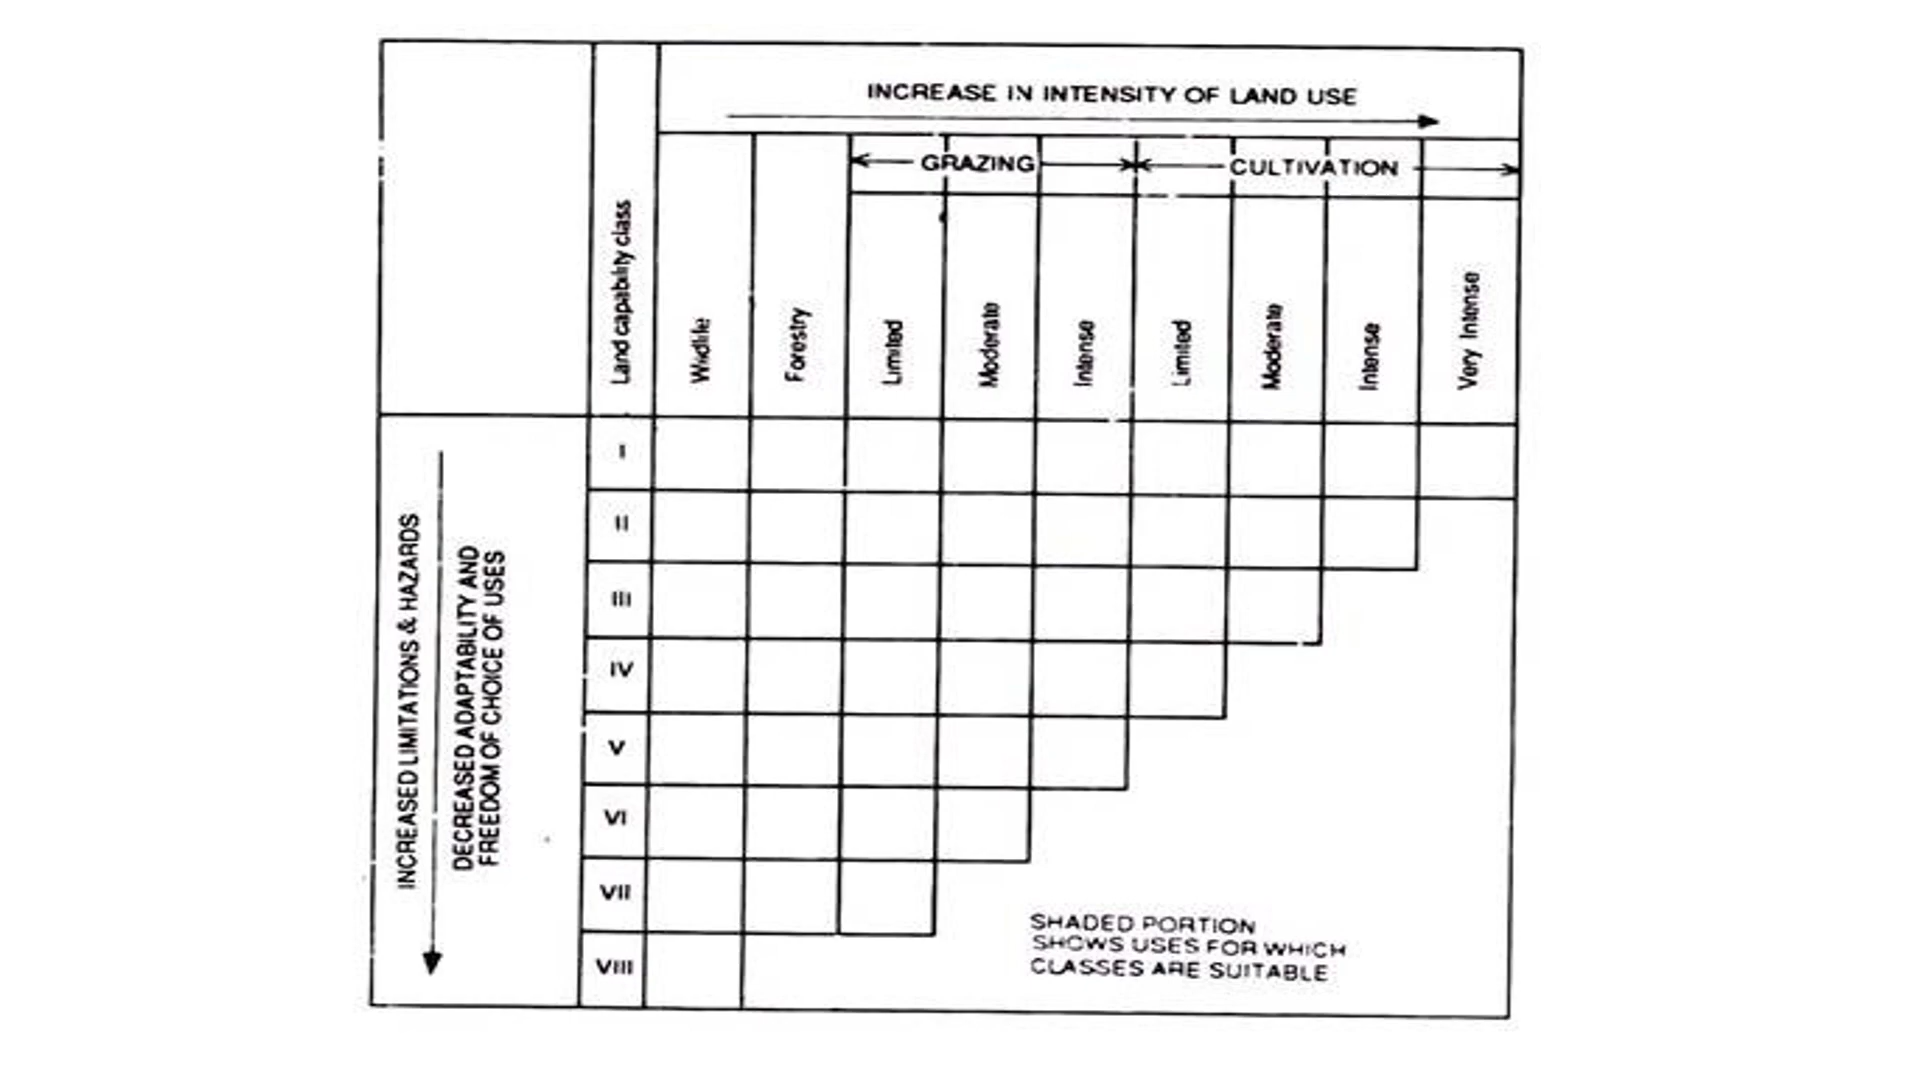 INCREASE IN INTENSITY OF LAND USE
GRAZING
CULTIVATION
Land capability class
Wildlife
Forestry
Limited
Moderate
Intense
Limited
Moderate
Intense
Very Intense
INCREASED LIMITATIONS & HAZARDS
DECREASED ADAPTABILITY AND
FREEDOM OF CHOICE OF USES
I
II
III
IV
V
VI
VII
VIII
SHADED PORTION
SHOWS USES FOR WHICH
CLASSES ARE SUITABLE